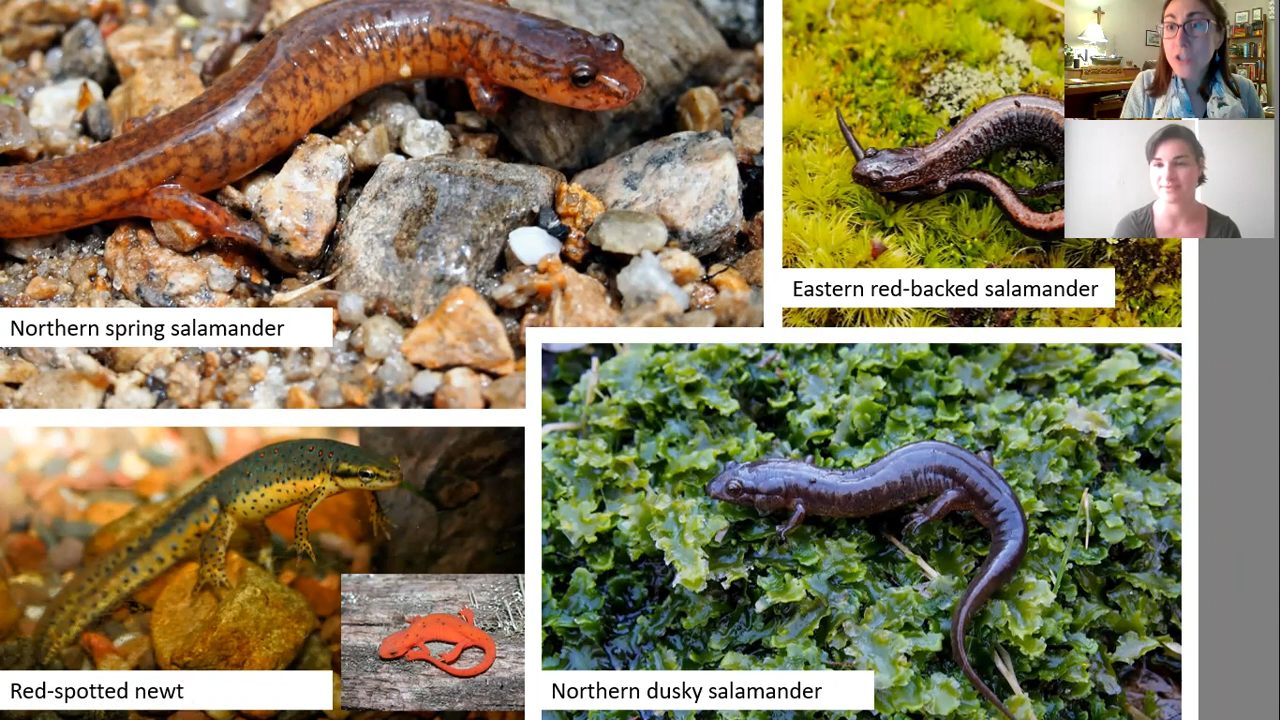 Northern spring salamander
Eastern red-backed salamander
Red-spotted newt
Northern dusky salamander